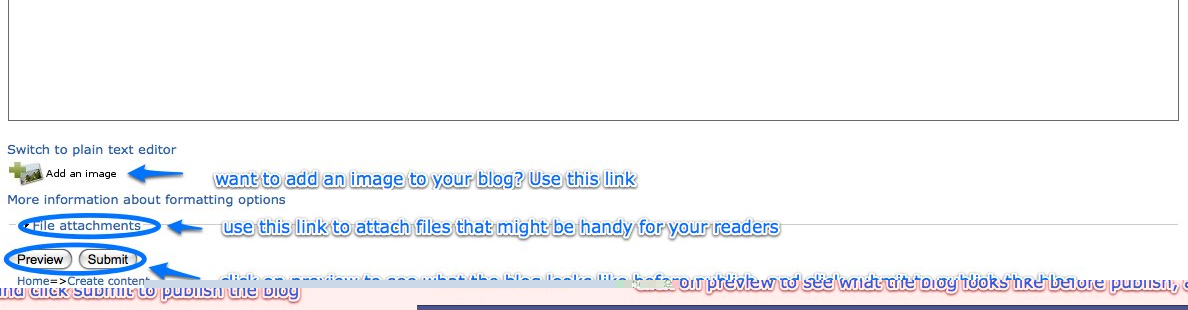 Switch to plain text editor
Add an image
want to add an image to your blog? Use this link
More information about formatting options
File attachments
use this link to attach files that might be handy for your readers
Preview Submit
click on preview to see what the blog looks like before publish, and click submit to publish the blog
Home=>Create content
click on preview to see what the blog looks like before publish, a
nd click submit to publish the blog